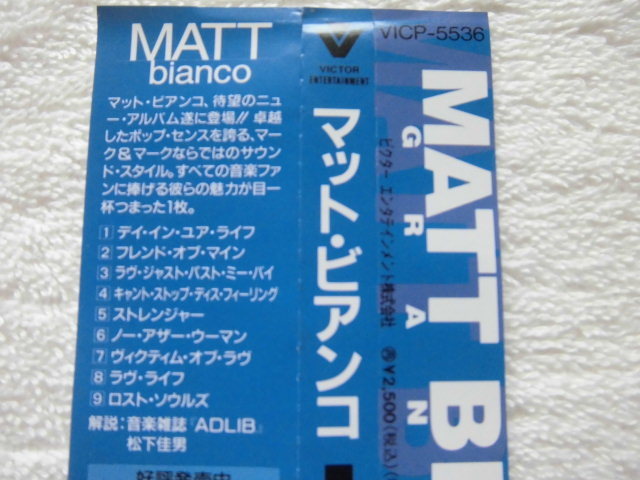 MATT
bianco
マット・ビアンコ、待望のニュ
ー・アルバム遂に登場!! 卓越
したポップ・センスを誇る、マー
ク&マークならではのサウン
ド・スタイル。すべての音楽ファ
ンに捧げる彼らの魅力が目一
杯つまった1枚。
1 デイ・イン・ユア・ライフ
2 フレンド・オブ・マイン
3 ラヴ・ジャスト・パスト・ミー・バイ
4 キャント・ストップ・ディス・フィーリング
5 ストレンジャー
6 ノー・アザー・ウーマン
7 ヴィクティム・オブ・ラヴ
8 ラヴ・ライフ
9 ロスト・ソウルズ
解説:音楽雑誌『ADLIB』
松下佳男
好評発売中
VICTOR
ENTERTAINMENT
マット・ビアンコ
VICP-5536
ビクター エンタテインメント株式会社
¥2,500(税込)
MATT B
GRAN